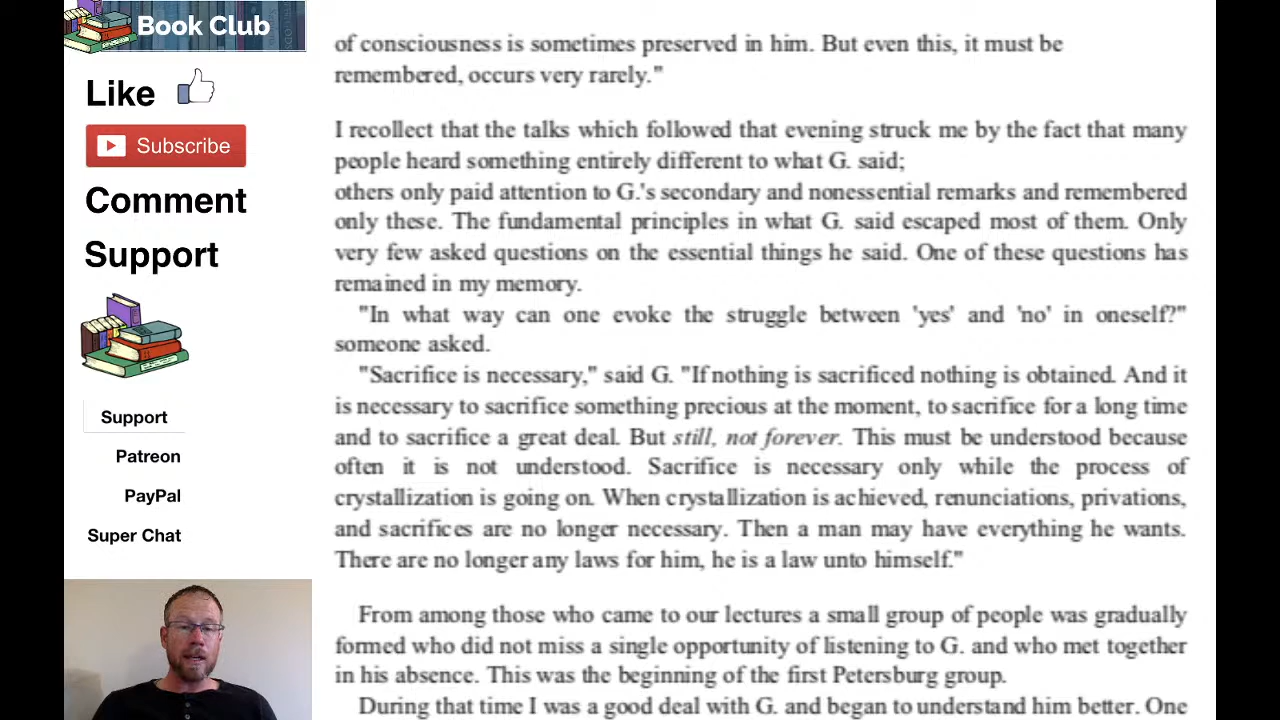 Book Club
Like
Subscribe
Comment
Support
Support
Patreon
PayPal
Super Chat
of consciousness is sometimes preserved in him. But even this, it must be
remembered, occurs very rarely."
I recollect that the talks which followed that evening struck me by the fact that many
people heard something entirely different to what G. said;
others only paid attention to G.'s secondary and nonessential remarks and remembered
only these. The fundamental principles in what G. said escaped most of them. Only
very few asked questions on the essential things he said. One of these questions has
remained in my memory.
"In what way can one evoke the struggle between 'yes' and 'no' in oneself?"
someone asked.
"Sacrifice is necessary," said G. "If nothing is sacrificed nothing is obtained. And it
is necessary to sacrifice something precious at the moment, to sacrifice for a long time
and to sacrifice a great deal. But still, not forever. This must be understood because
often it is not understood. Sacrifice is necessary only while the process of
crystallization is going on. When crystallization is achieved, renunciations, privations,
and sacrifices are no longer necessary. Then a man may have everything he wants.
There are no longer any laws for him, he is a law unto himself."
From among those who came to our lectures a small group of people was gradually
formed who did not miss a single opportunity of listening to G. and who met together
in his absence. This was the beginning of the first Petersburg group.
During that time I was a good deal with G. and began to understand him better. One